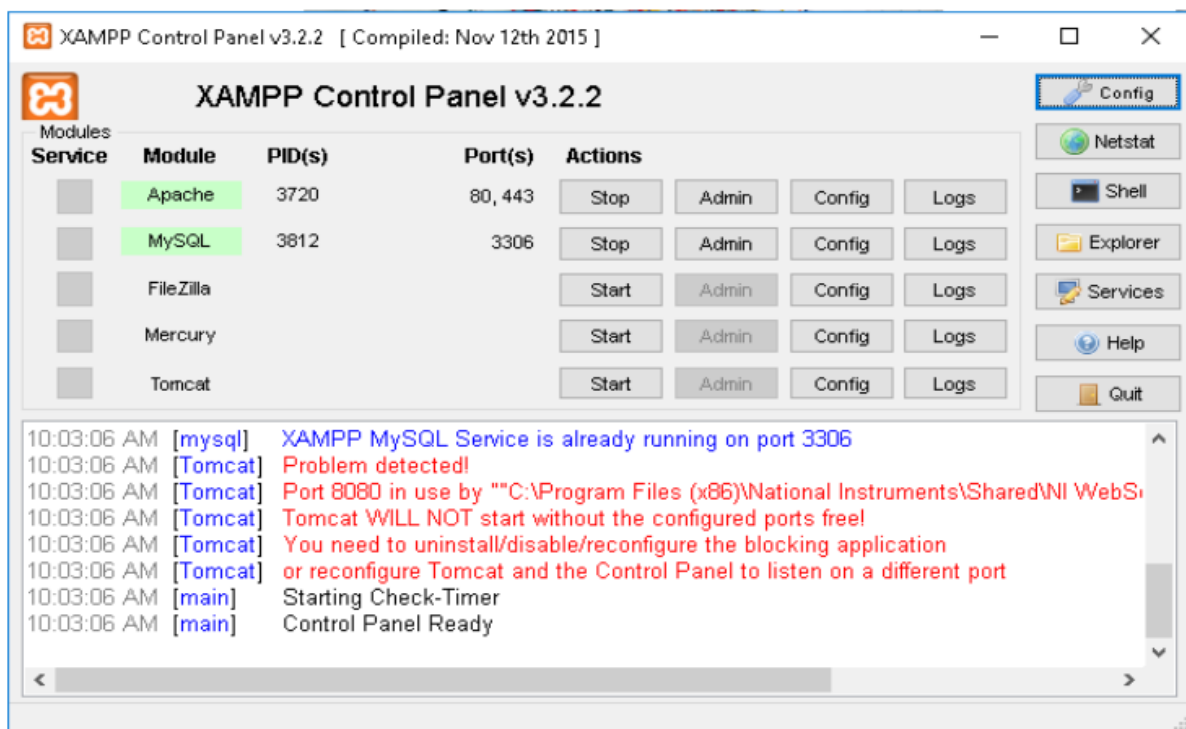 XAMPP Control Panel v3.2.2 [ Compiled: Nov 12th 2015 ]
XAMPP Control Panel v3.2.2
Config
Modules
Netstat
Service Module PID(s) Port(s) Actions
Apache 3720 80, 443 Stop Admin Config Logs
Shell
MySQL 3812 3306 Stop Admin Config Logs
Explorer
FileZilla Start Admin Config Logs
Services
Mercury Start Admin Config Logs
Help
Tomcat Start Admin Config Logs
Quit
10:03:06 AM [mysql] XAMPP MySQL Service is already running on port 3306
10:03:06 AM [Tomcat] Problem detected!
10:03:06 AM [Tomcat] Port 8080 in use by ""C:\Program Files (x86)\National Instruments\Shared\NI
10:03:06 AM [Tomcat] Tomcat WILL NOT start without the configured ports free!
10:03:06 AM [Tomcat] You need to uninstall/disable/reconfigure the blocking application
10:03:06 AM [Tomcat] or reconfigure Tomcat and the Control Panel to listen on a different port
10:03:06 AM [main] Starting Check-Timer
10:03:06 AM [main] Control Panel Ready